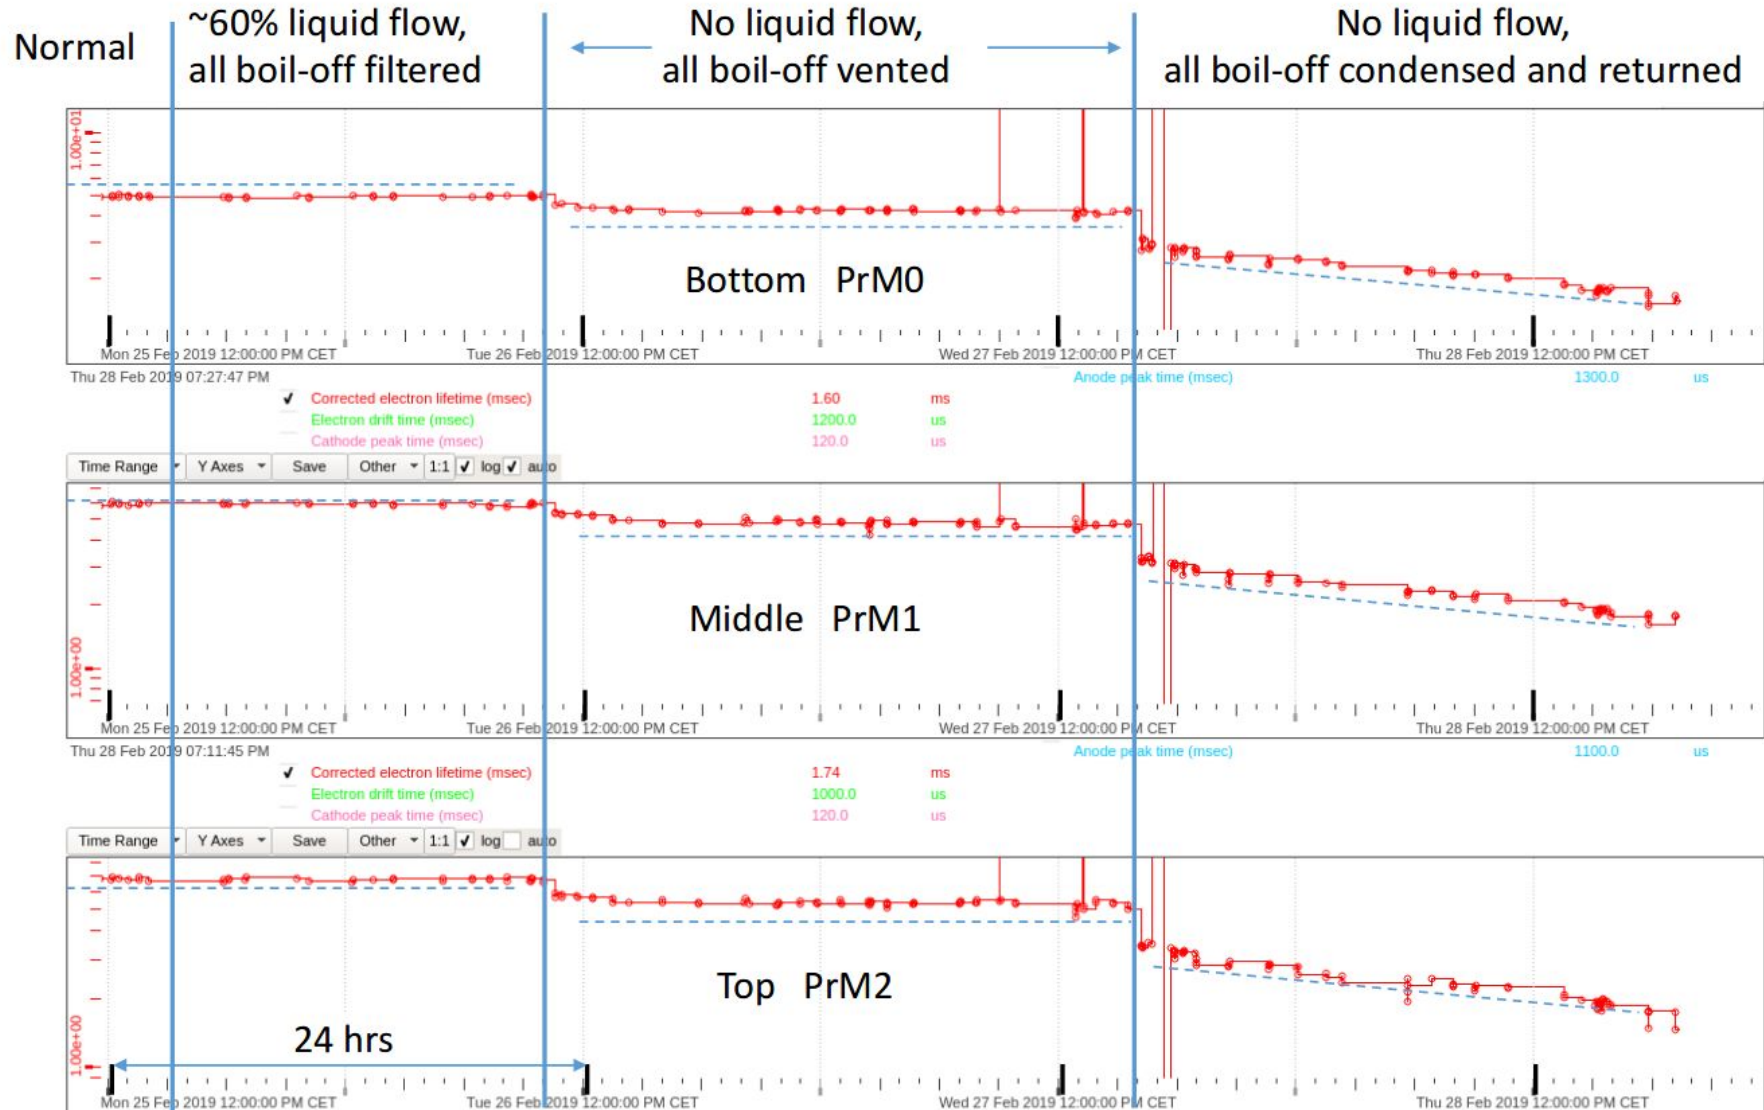 Normal
~60% liquid flow,
all boil-off filtered
No liquid flow,
all boil-off vented
No liquid flow,
all boil-off condensed and returned
1.00e+01
Bottom PrM0
Mon 25 Feb 2019 12:00:00 PM CET
Tue 26 Feb 2019 12:00:00 PM CET
Wed 27 Feb 2019 12:00:00 PM CET
Thu 28 Feb 2019 12:00:00 PM CET
Thu 28 Feb 2019 07:27:47 PM
Anode peak time (msec) 1300.0 us
Corrected electron lifetime (msec) 1.60 ms
Electron drift time (msec) 1200.0 us
Cathode peak time (msec) 120.0 us
Time Range Y Axes Save Other 1:1 log auto
1.00e+00
Middle PrM1
Mon 25 Feb 2019 12:00:00 PM CET
Tue 26 Feb 2019 12:00:00 PM CET
Wed 27 Feb 2019 12:00:00 PM CET
Thu 28 Feb 2019 12:00:00 PM CET
Thu 28 Feb 2019 07:11:45 PM
Anode peak time (msec) 1100.0 us
Corrected electron lifetime (msec) 1.74 ms
Electron drift time (msec) 1000.0 us
Cathode peak time (msec) 120.0 us
Time Range Y Axes Save Other 1:1 log auto
1.00e+00
Top PrM2
24 hrs
Mon 25 Feb 2019 12:00:00 PM CET
Tue 26 Feb 2019 12:00:00 PM CET
Wed 27 Feb 2019 12:00:00 PM CET
Thu 28 Feb 2019 12:00:00 PM CET